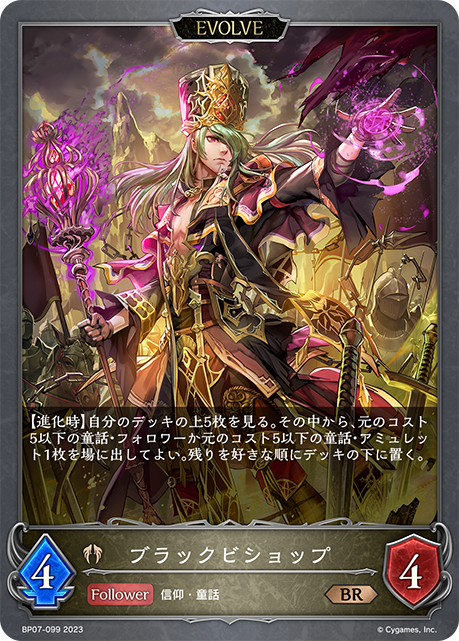 EVOLVE
【進化時】自分のデッキの上5枚を見る。その中から、元のコスト
5以下の童話・フォロワーか元のコスト5以下の童話・アミュレッ
ト1枚を場に出してよい。残りを好きな順にデッキの下に置く。
4
ブラックビショップ
4
Follower 信仰・童話
BR
BP07-099 2023
© Cygames, Inc.